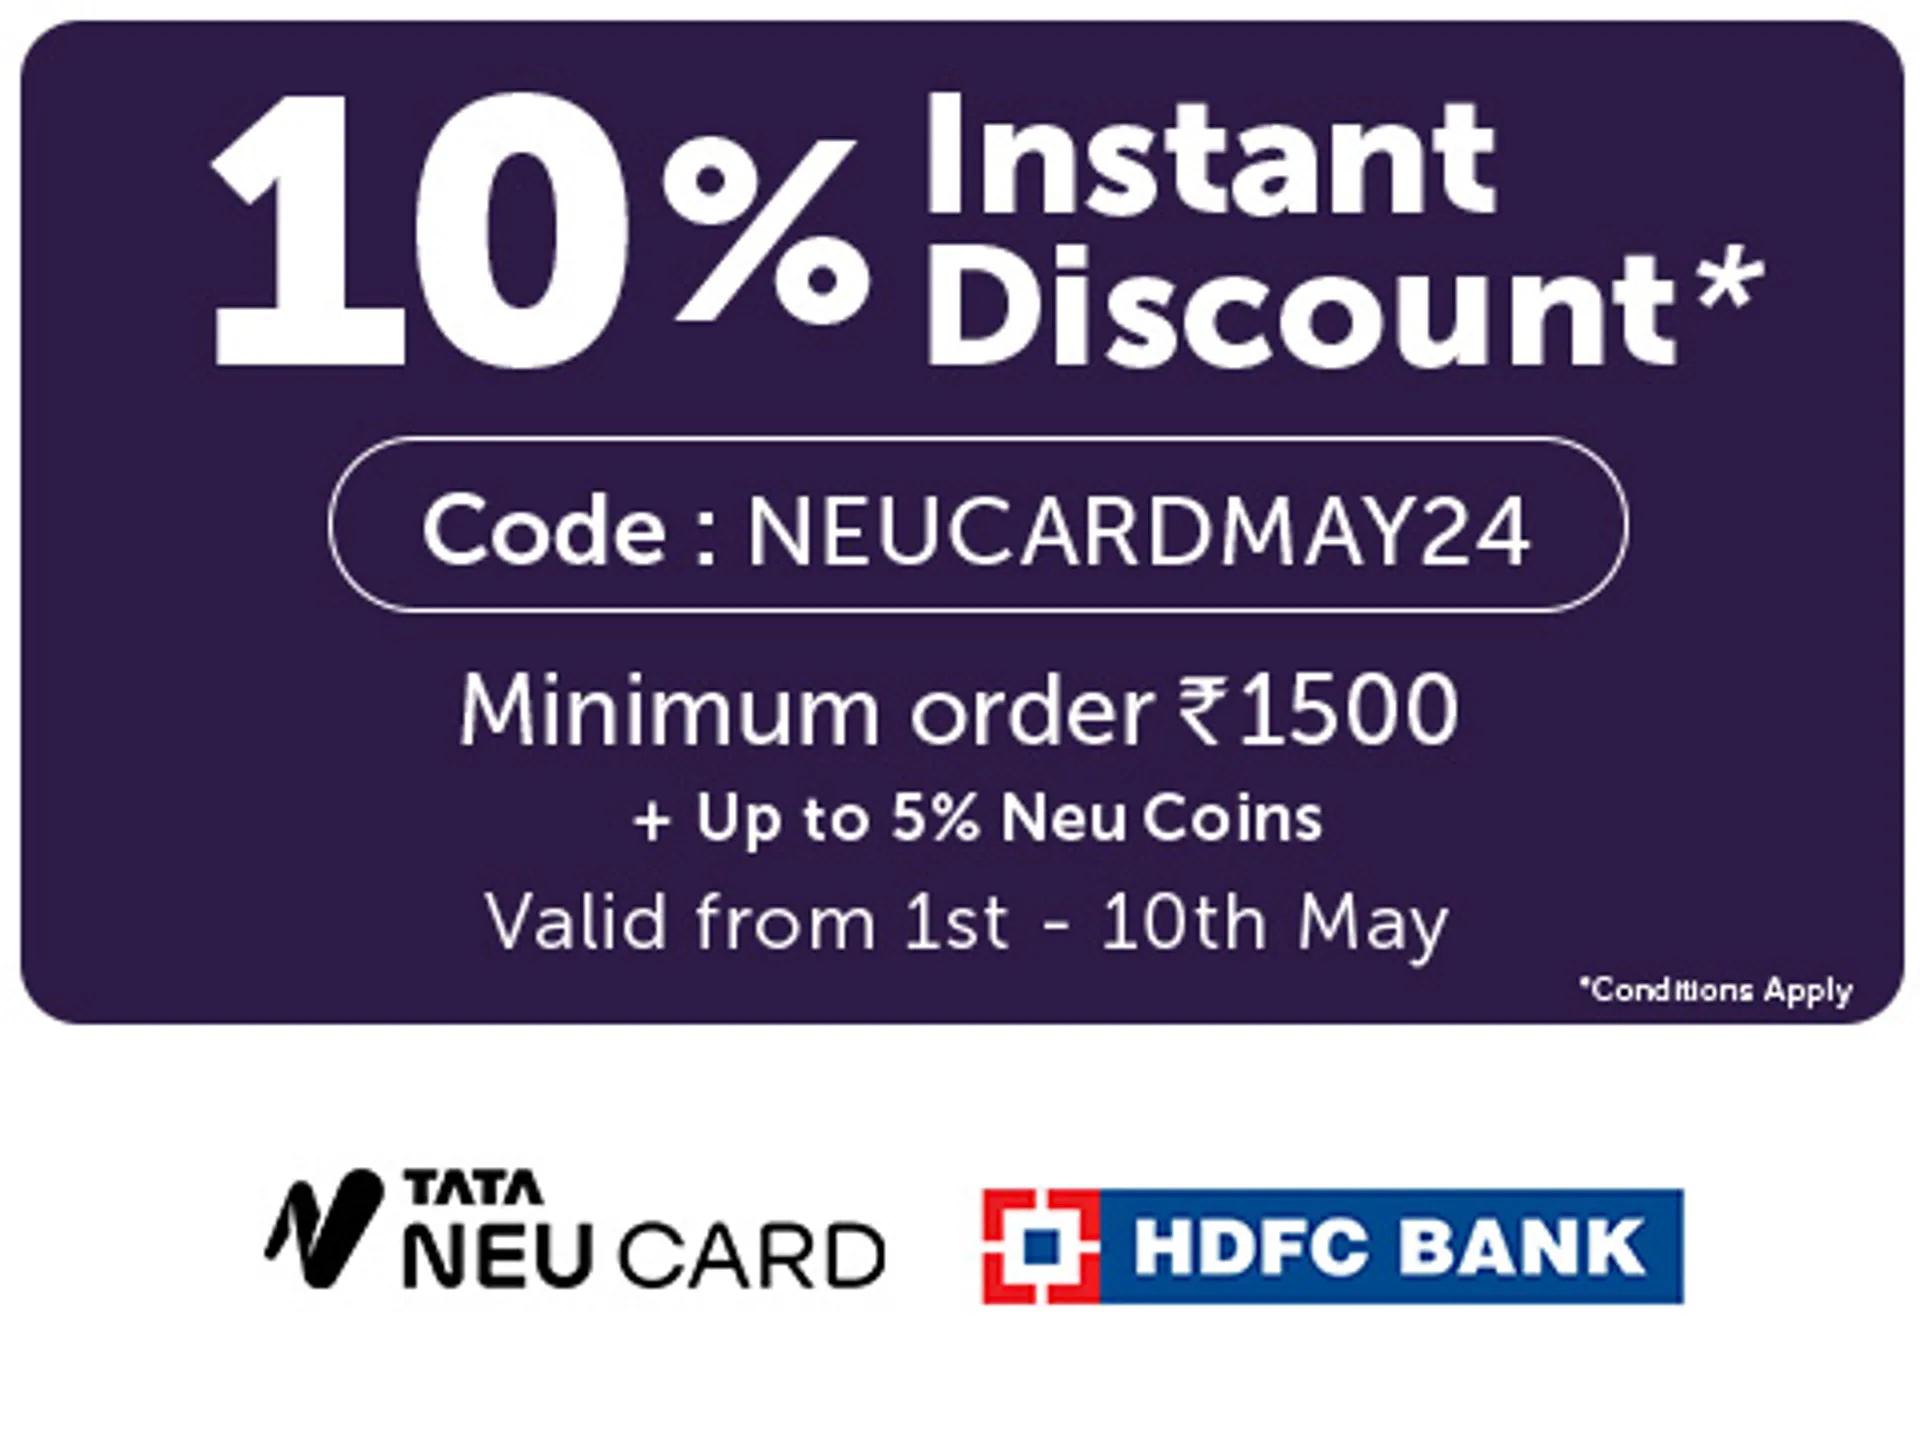 10% Instant
Discount*
Code : NEUCARDMAY24
Minimum order ₹1500
+ Up to 5% Neu Coins
Valid from 1st - 10th May
*Conditions Apply
TATA
NEU CARD
HDFC BANK